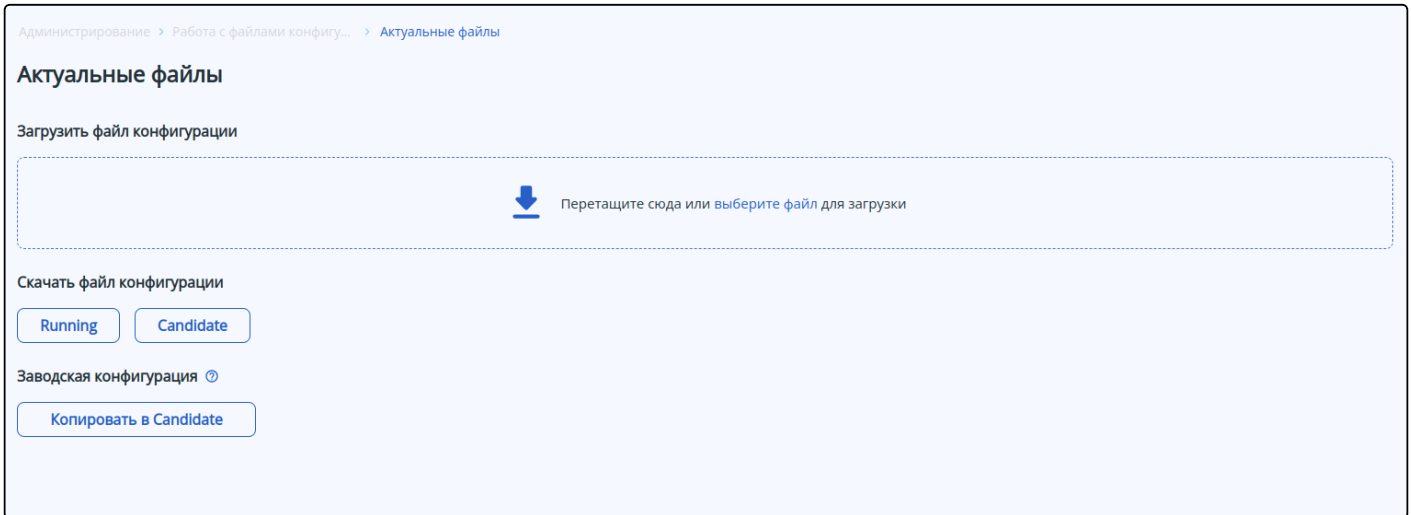 Администрирование > Работа с файлами конфигу... > Актуальные файлы
Актуальные файлы
Загрузить файл конфигурации
Перетащите сюда или выберите файл для загрузки
Скачать файл конфигурации
Running Candidate
Заводская конфигурация ?
Копировать в Candidate